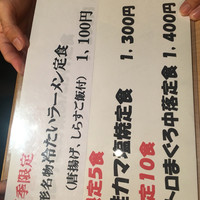 季限定
形名物冷たいラーメン定食 1,100円
(唐揚げ、しらすご飯付)
定5食
カマ塩焼定食 1,300円
定10食
トロまぐろ中落定食 1,400円